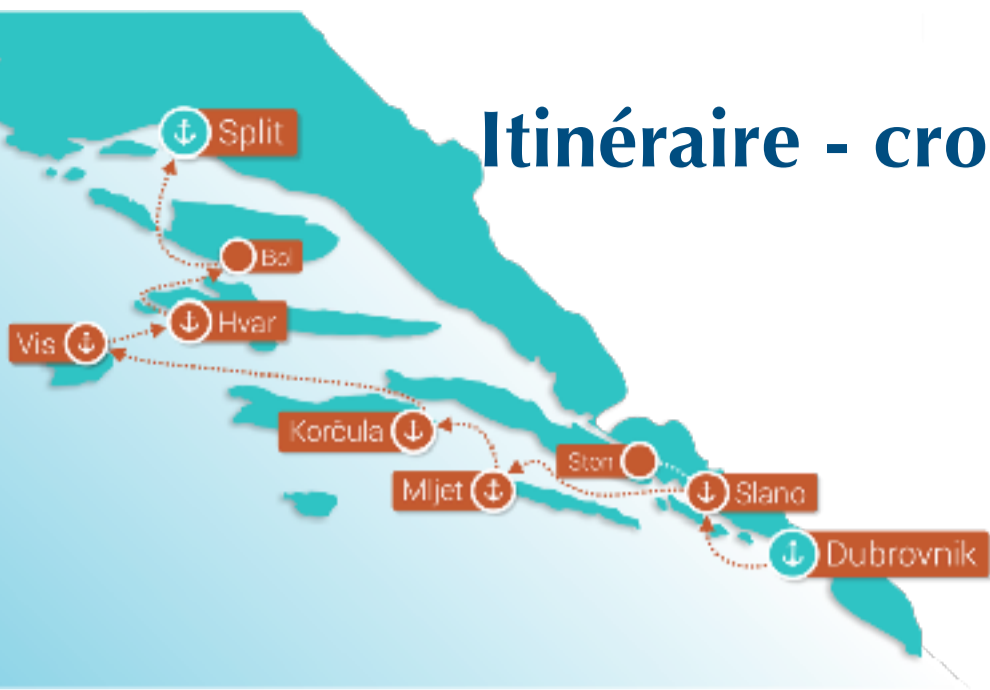 Itinéraire - cro
Split
Bol
Hvar
Vis
Korčula
Ston
Mljet
Slano
Dubrovnik